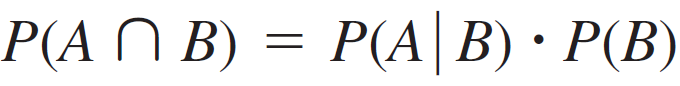 P(A ∩ B) = P(A|B) · P(B)